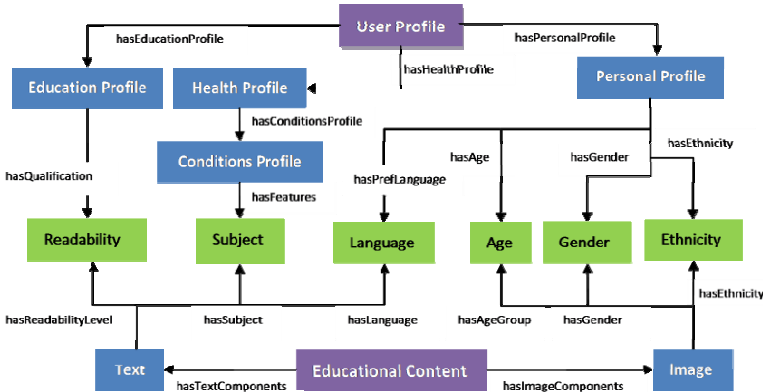 User Profile
hasEducationProfile
hasPersonalProfile
hasHealthProfile
Education Profile
Health Profile
Personal Profile
hasConditionsProfile
Conditions Profile
hasAge
hasGender
hasEthnicity
hasQualification
hasFeatures
hasPrefLanguage
Readability
Subject
Language
Age
Gender
Ethnicity
hasEthnicity
hasReadabilityLevel
hasSubject
hasLanguage
hasAgeGroup
hasGender
Text
Educational Content
Image
hasTextComponents
hasImageComponents